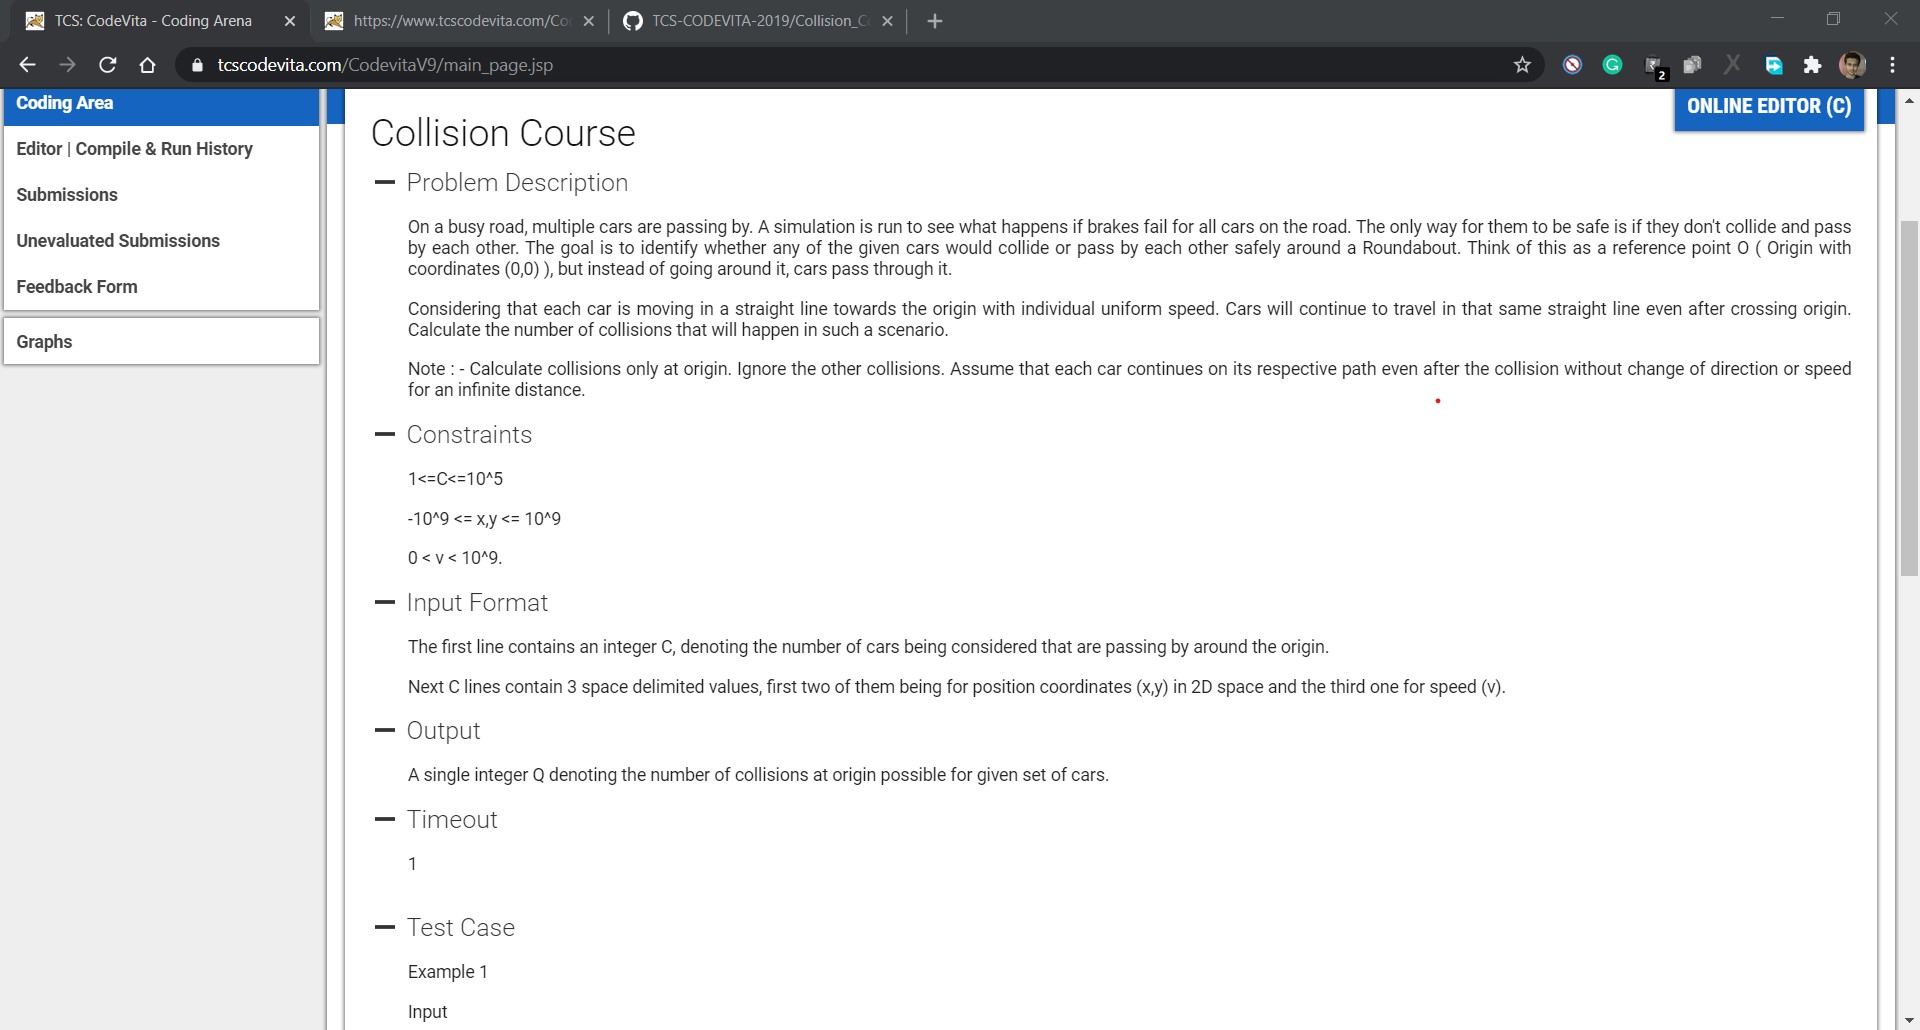 TCS: CodeVita - Coding Arena
https://www.tcscodevita.com/Co
TCS-CODEVITA-2019/Collision_C
tcscodevita.com/CodevitaV9/main_page.jsp
2
Coding Area
Editor | Compile & Run History
Submissions
Unevaluated Submissions
Feedback Form
Graphs
ONLINE EDITOR (C)
Collision Course
Problem Description
On a busy road, multiple cars are passing by. A simulation is run to see what happens if brakes fail for all cars on the road. The only way for them to be safe is if they don't collide and pass
by each other. The goal is to identify whether any of the given cars would collide or pass by each other safely around a Roundabout. Think of this as a reference point O ( Origin with
coordinates (0,0) ), but instead of going around it, cars pass through it.
Considering that each car is moving in a straight line towards the origin with individual uniform speed. Cars will continue to travel in that same straight line even after crossing origin.
Calculate the number of collisions that will happen in such a scenario.
Note : - Calculate collisions only at origin. Ignore the other collisions. Assume that each car continues on its respective path even after the collision without change of direction or speed
for an infinite distance.
Constraints
1<=C<=10^5
-10^9 <= x,y <= 10^9
0 < v < 10^9.
Input Format
The first line contains an integer C, denoting the number of cars being considered that are passing by around the origin.
Next C lines contain 3 space delimited values, first two of them being for position coordinates (x,y) in 2D space and the third one for speed (v).
Output
A single integer Q denoting the number of collisions at origin possible for given set of cars.
Timeout
1
Test Case
Example 1
Input